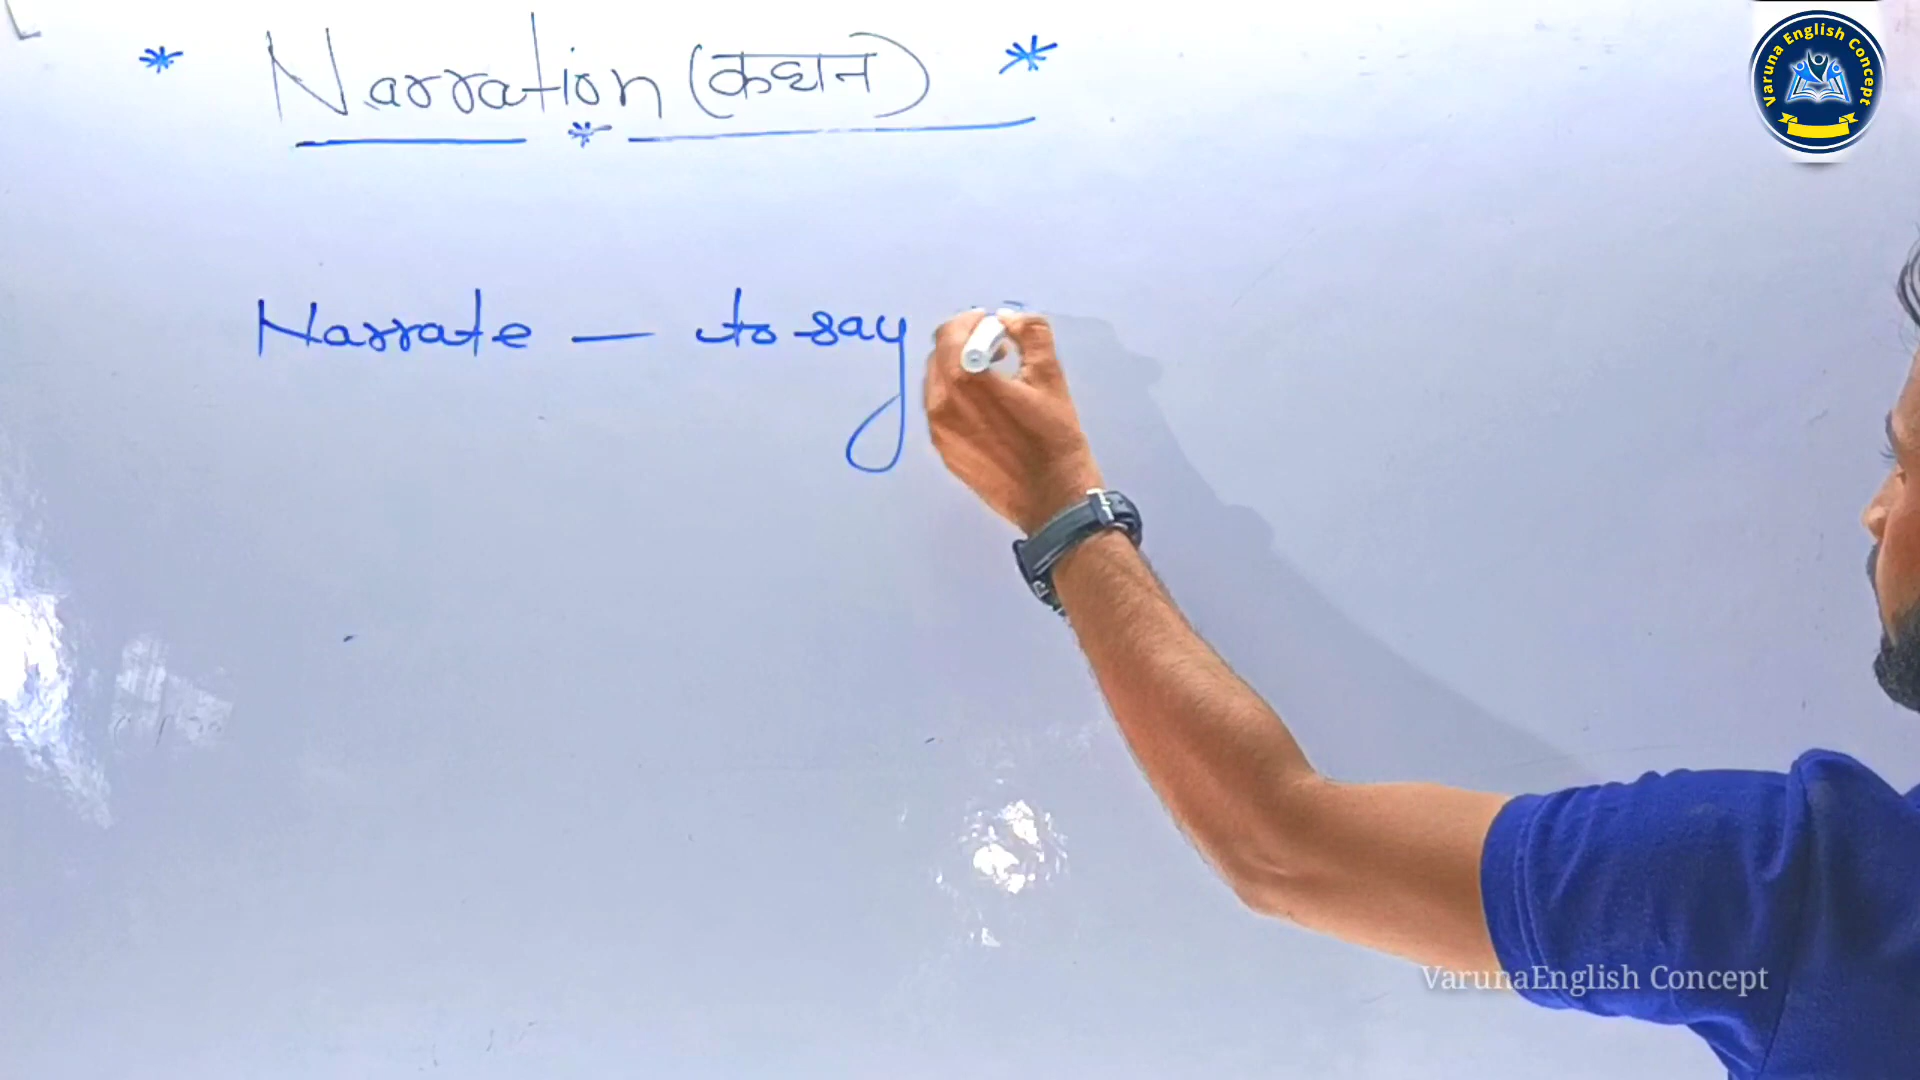 * Narration (कथन) *
*
Narrate — to say
Varuna English Concept
VarunaEnglish Concept